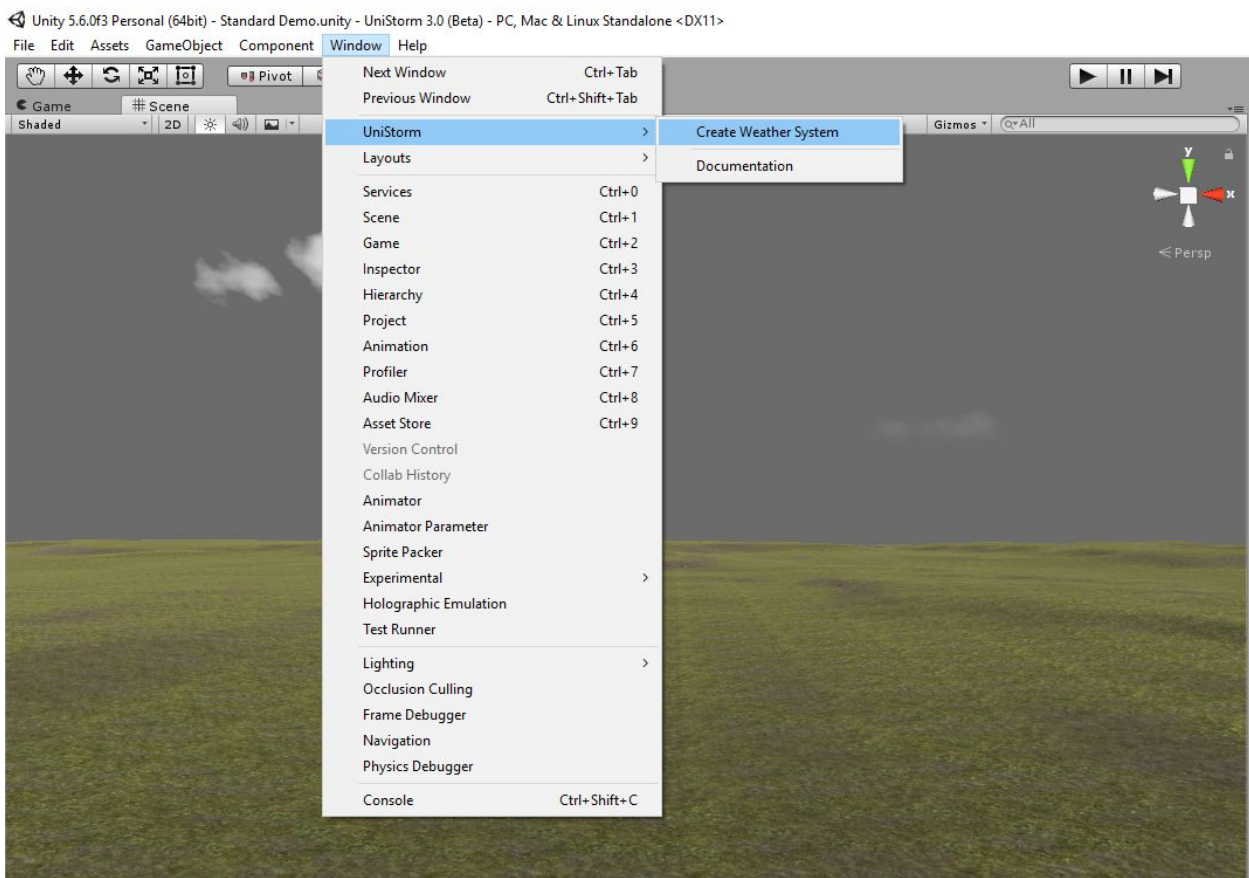 Unity 5.6.0f3 Personal (64bit) - Standard Demo.unity - UniStorm 3.0 (Beta) - PC, Mac & Linux Standalone <DX11>
File Edit Assets GameObject Component Window Help
Pivot
Game Scene
Shaded 2D Gizmos All
Next Window Ctrl+Tab
Previous Window Ctrl+Shift+Tab
UniStorm > Create Weather System
Documentation
Layouts >
Services Ctrl+0
Scene Ctrl+1
Game Ctrl+2
Inspector Ctrl+3
Hierarchy Ctrl+4
Project Ctrl+5
Animation Ctrl+6
Profiler Ctrl+7
Audio Mixer Ctrl+8
Asset Store Ctrl+9
Version Control
Collab History
Animator
Animator Parameter
Sprite Packer
Experimental >
Holographic Emulation
Test Runner
Lighting >
Occlusion Culling
Frame Debugger
Navigation
Physics Debugger
Console Ctrl+Shift+C
y
x
Persp